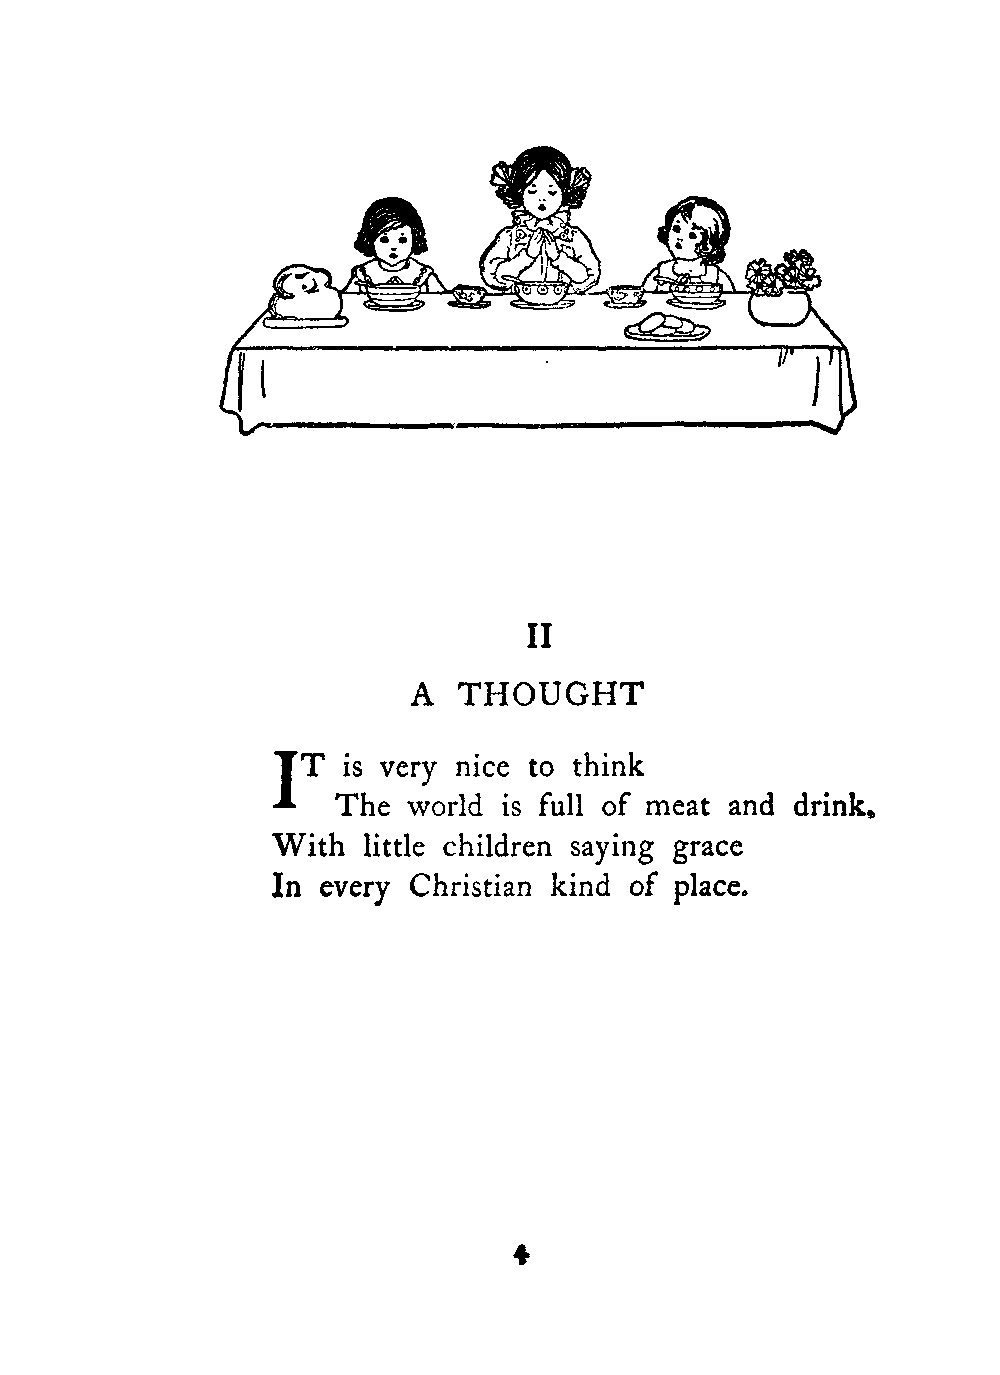 II
A THOUGHT
IT is very nice to think
The world is full of meat and drink,
With little children saying grace
In every Christian kind of place.
4